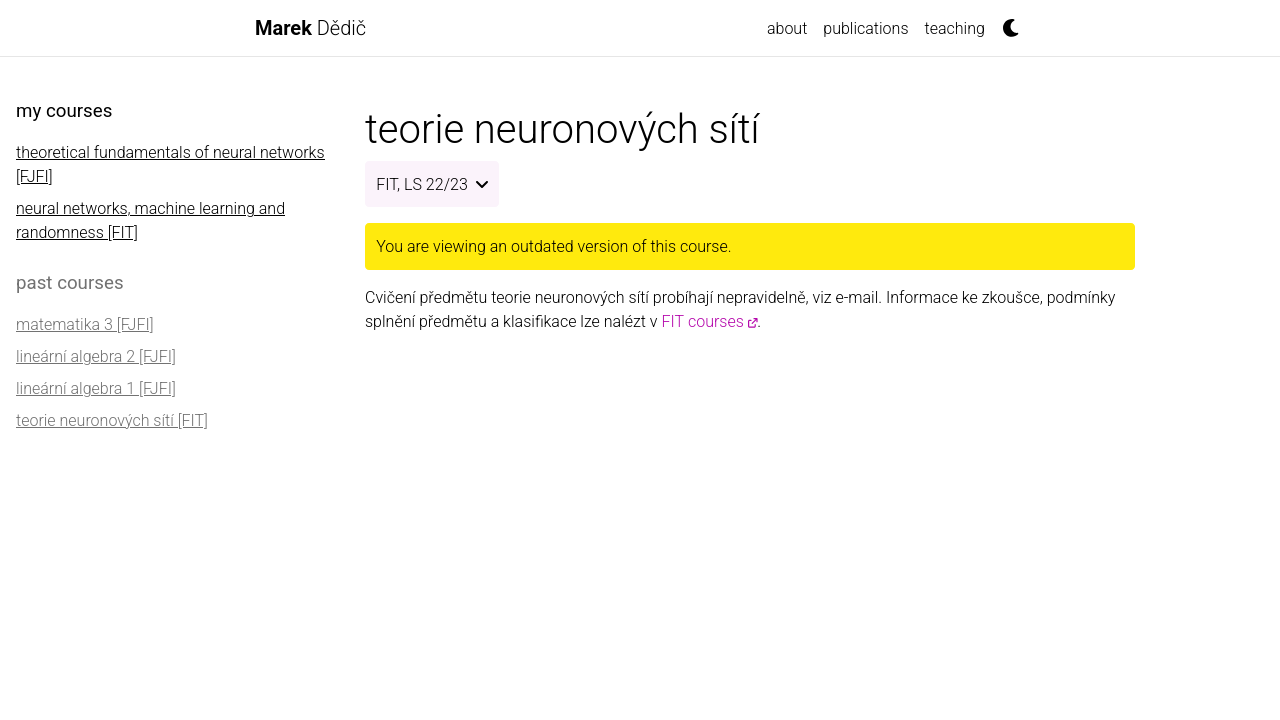 Marek Dědič
about publications teaching
my courses
theoretical fundamentals of neural networks
[FJFI]
neural networks, machine learning and
randomness [FIT]
past courses
matematika 3 [FJFI]
lineární algebra 2 [FJFI]
lineární algebra 1 [FJFI]
teorie neuronových sítí [FIT]
teorie neuronových sítí
FIT, LS 22/23
You are viewing an outdated version of this course.
Cvičení předmětu teorie neuronových sítí probíhají nepravidelně, viz e-mail. Informace ke zkoušce, podmínky
splnění předmětu a klasifikace lze nalézt v FIT courses.